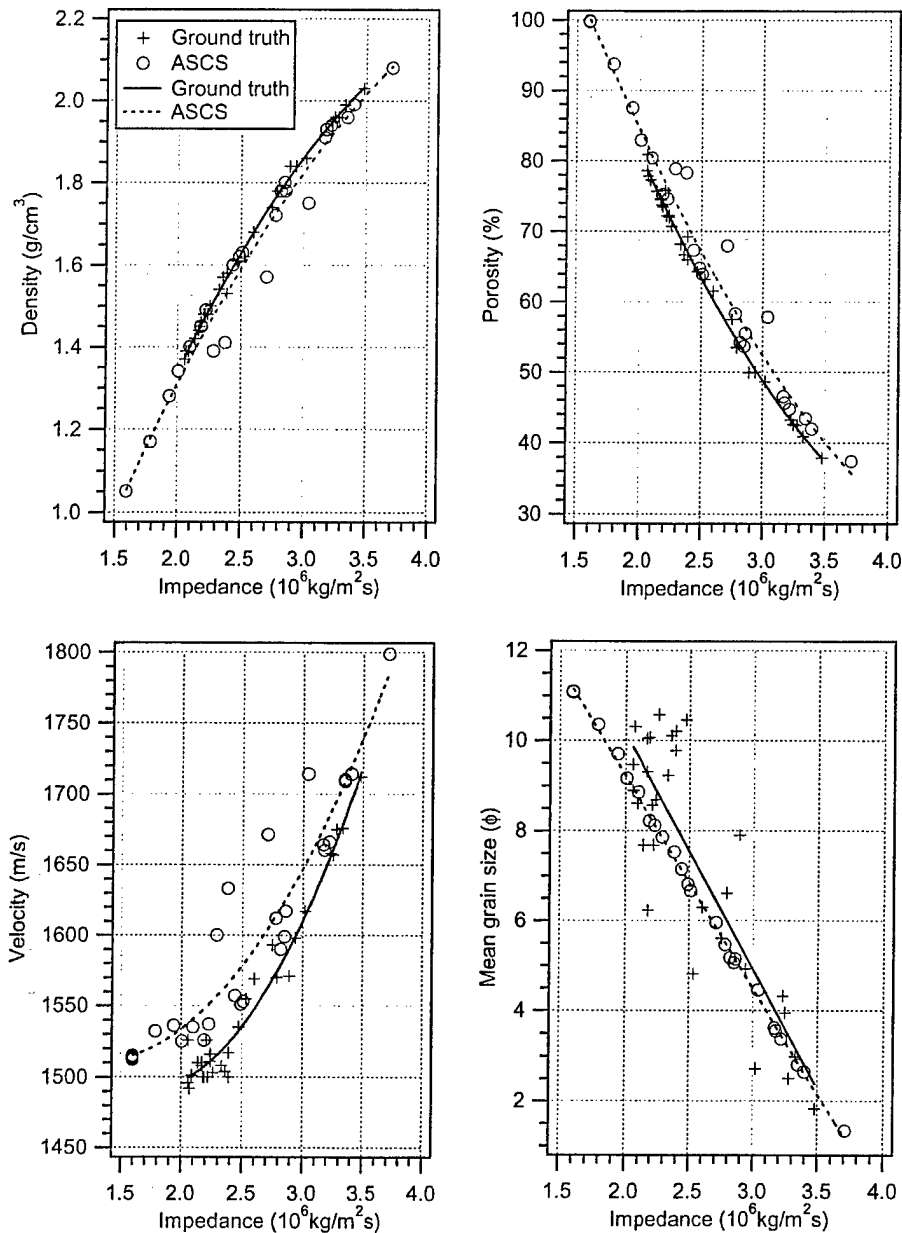 2.2
2.0
1.8
1.6
1.4
1.2
1.0
Density (g/cm³)
Ground truth
ASCS
Ground truth
ASCS
1.5 2.0 2.5 3.0 3.5 4.0
Impedance (10⁶kg/m²s)
100
90
80
70
60
50
40
30
Porosity (%)
1.5 2.0 2.5 3.0 3.5 4.0
Impedance (10⁶kg/m²s)
1800
1750
1700
1650
1600
1550
1500
1450
Velocity (m/s)
1.5 2.0 2.5 3.0 3.5 4.0
Impedance (10⁶kg/m²s)
12
10
8
6
4
2
Mean grain size (ϕ)
1.5 2.0 2.5 3.0 3.5 4.0
Impedance (10⁶kg/m²s)